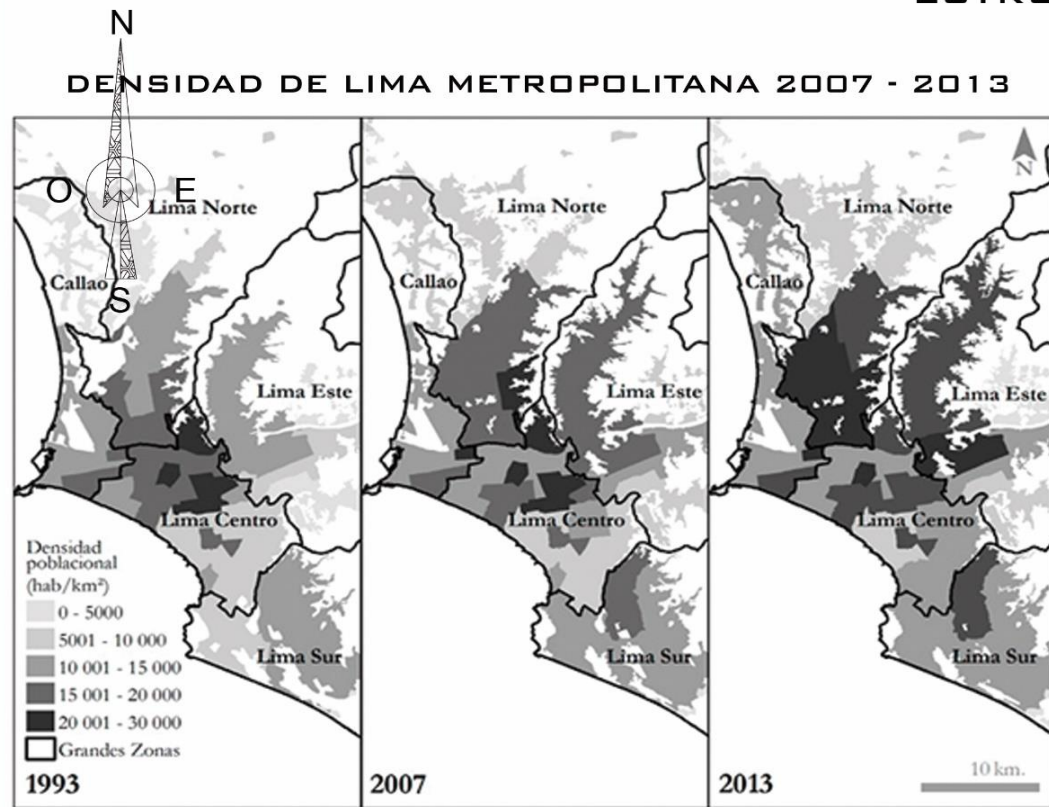 N
DENSIDAD DE LIMA METROPOLITANA 2007 - 2013
O E
S
Lima Norte
Callao
Lima Este
Lima Centro
Lima Sur
Densidad
poblacional
(hab/km²)
0 - 5000
5001 - 10 000
10 001 - 15 000
15 001 - 20 000
20 001 - 30 000
Grandes Zonas
1993
Lima Norte
Callao
Lima Este
Lima Centro
Lima Sur
2007
N
Lima Norte
Callao
Lima Este
Lima Centro
Lima Sur
10 km.
2013